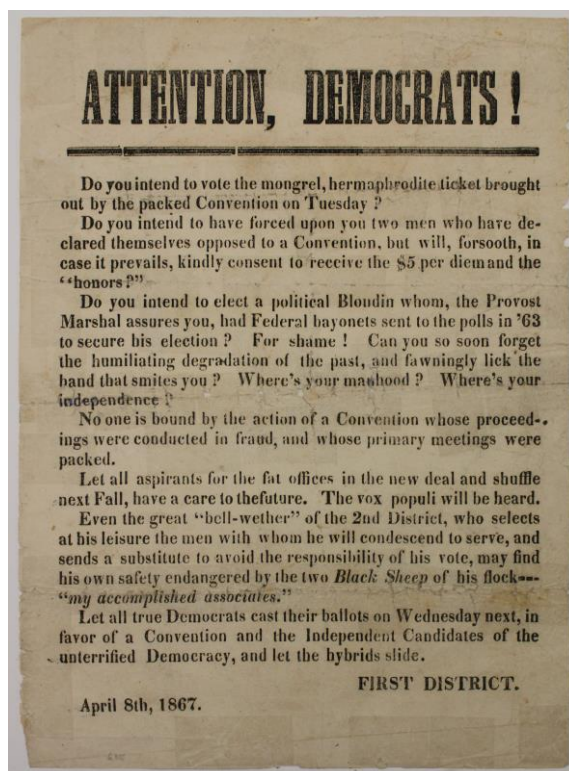 ATTENTION, DEMOCRATS !
Do you intend to vote the mongrel, hermaphrodite ticket brought
out by the packed Convention on Tuesday ?
Do you intend to have forced upon you two men who have de-
clared themselves opposed to a Convention, but will, forsooth, in
case it prevails, kindly consent to receive the $5 per diem and the
“honors?”
Do you intend to elect a political Blondin whom, the Provost
Marshal assures you, had Federal bayonets sent to the polls in '63
to secure his election ? For shame ! Can you so soon forget
the humiliating degradation of the past, and fawningly lick the
hand that smites you ? Where's your manhood ? Where's your
independence ?
No one is bound by the action of a Convention whose proceed-
ings were conducted in fraud, and whose primary meetings were
packed.
Let all aspirants for the fat offices in the new deal and shuffle
next Fall, have a care to thefuture. The vox populi will be heard.
Even the great “bell-wether” of the 2nd District, who selects
at his leisure the men with whom he will condescend to serve, and
sends a substitute to avoid the responsibility of his vote, may find
his own safety endangered by the two Black Sheep of his flock---
“my accomplished associates.”
Let all true Democrats cast their ballots on Wednesday next, in
favor of a Convention and the Independent Candidates of the
unterrified Democracy, and let the hybrids slide.
FIRST DISTRICT.
April 8th, 1867.